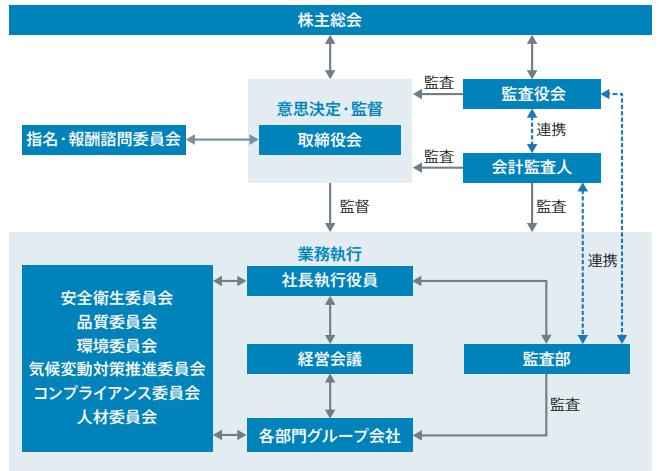 株主総会
監査
監査役会
意思決定・監督
指名・報酬諮問委員会
取締役会
連携
監査
会計監査人
監督
監査
業務執行
連携
社長執行役員
安全衛生委員会
品質委員会
環境委員会
気候変動対策推進委員会
コンプライアンス委員会
人材委員会
経営会議
監査部
監査
各部門グループ会社